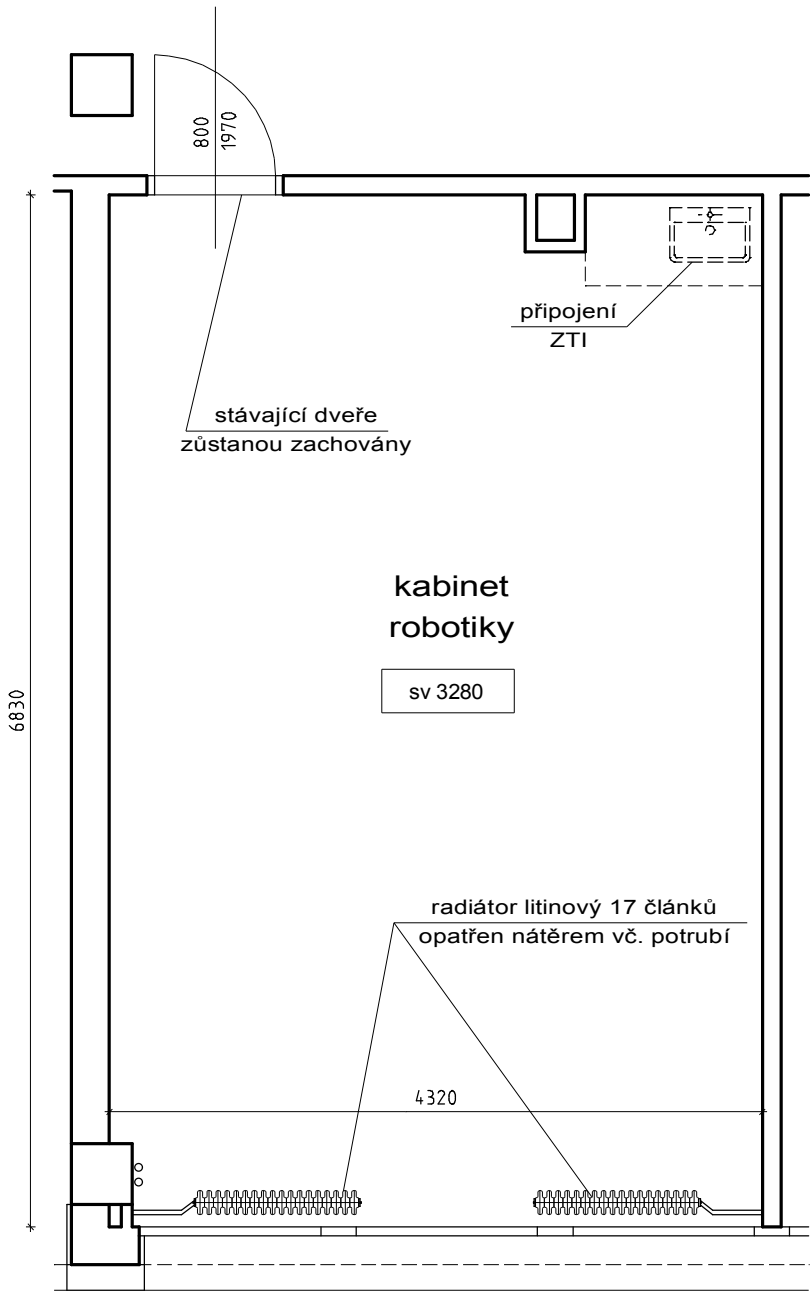 800
1970
připojení
ZTI
stávající dveře
zůstanou zachovány
kabinet
robotiky
sv 3280
6830
radiátor litinový 17 článků
opatřen nátěrem vč. potrubí
4320